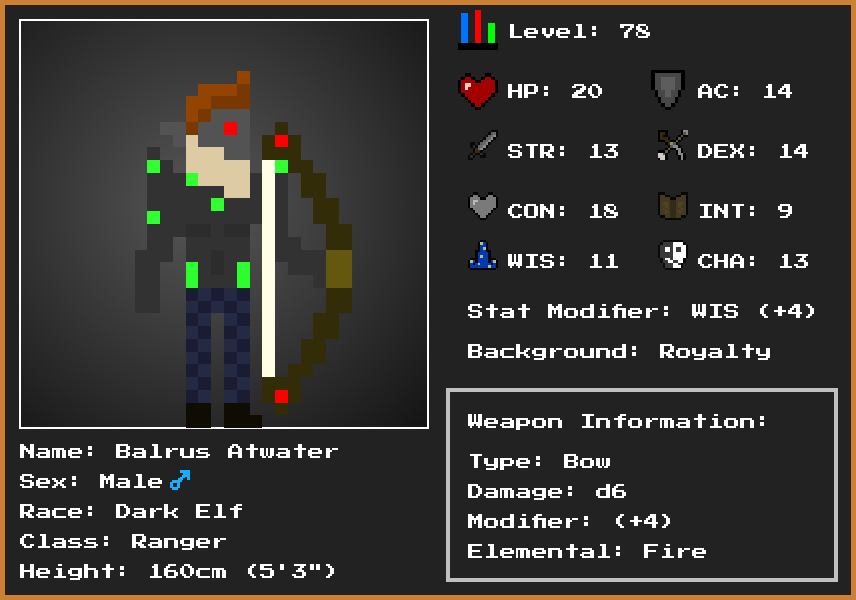 Level: 78
HP: 20
AC: 14
STR: 13
DEX: 14
CON: 18
INT: 9
WIS: 11
CHA: 13
Stat Modifier: WIS (+4)
Background: Royalty
Weapon Information:
Type: Bow
Damage: d6
Modifier: (+4)
Elemental: Fire
Name: Balrus Atwater
Sex: Male♂
Race: Dark Elf
Class: Ranger
Height: 160cm (5'3")